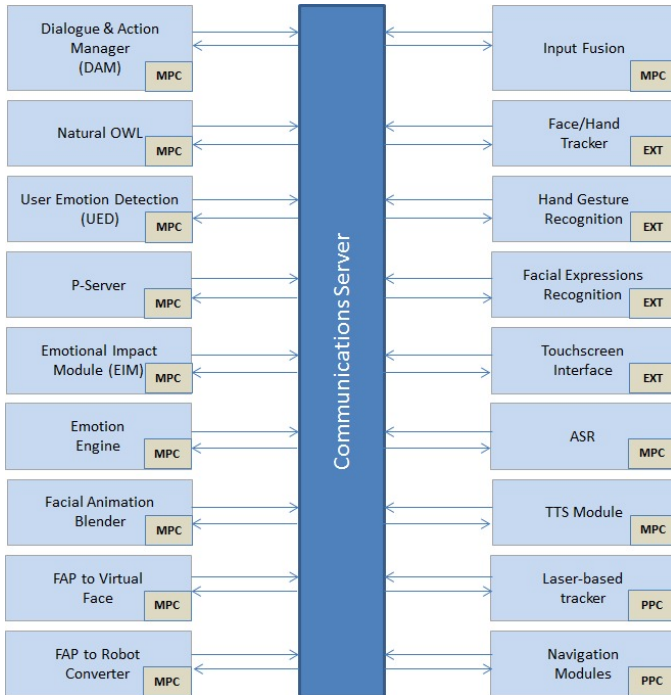 Dialogue & Action
Manager
(DAM)
MPC
Natural OWL
MPC
User Emotion Detection
(UED)
MPC
P-Server
MPC
Emotional Impact
Module (EIM)
MPC
Emotion
Engine
MPC
Facial Animation
Blender
MPC
FAP to Virtual
Face
MPC
FAP to Robot
Converter
MPC
Communications Server
Input Fusion
MPC
Face/Hand
Tracker
EXT
Hand Gesture
Recognition
EXT
Facial Expressions
Recognition
EXT
Touchscreen
Interface
EXT
ASR
MPC
TTS Module
MPC
Laser-based
tracker
PPC
Navigation
Modules
PPC